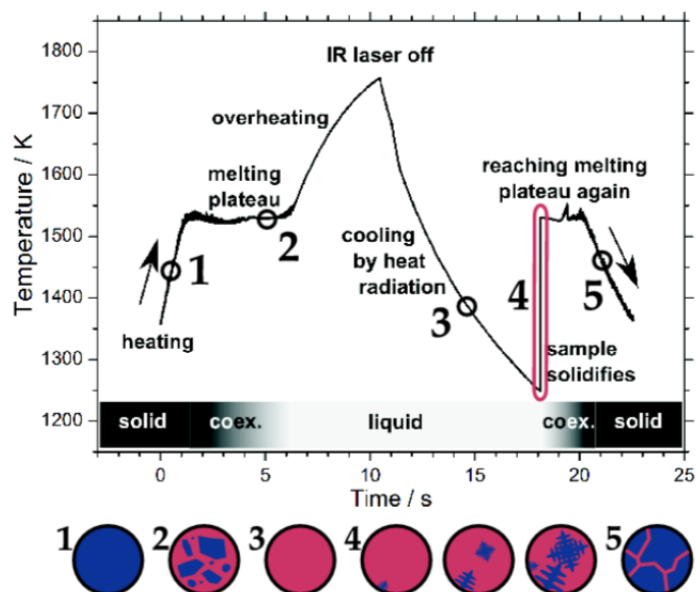 1800
1700
1600
1500
1400
1300
1200
Temperature / K
IR laser off
overheating
melting
plateau
reaching melting
plateau again
1
2
cooling
by heat
radiation
3
4
5
heating
sample
solidifies
solid
coex.
liquid
coex.
solid
0
5
10
15
20
25
Time / s
1
2
3
4
5